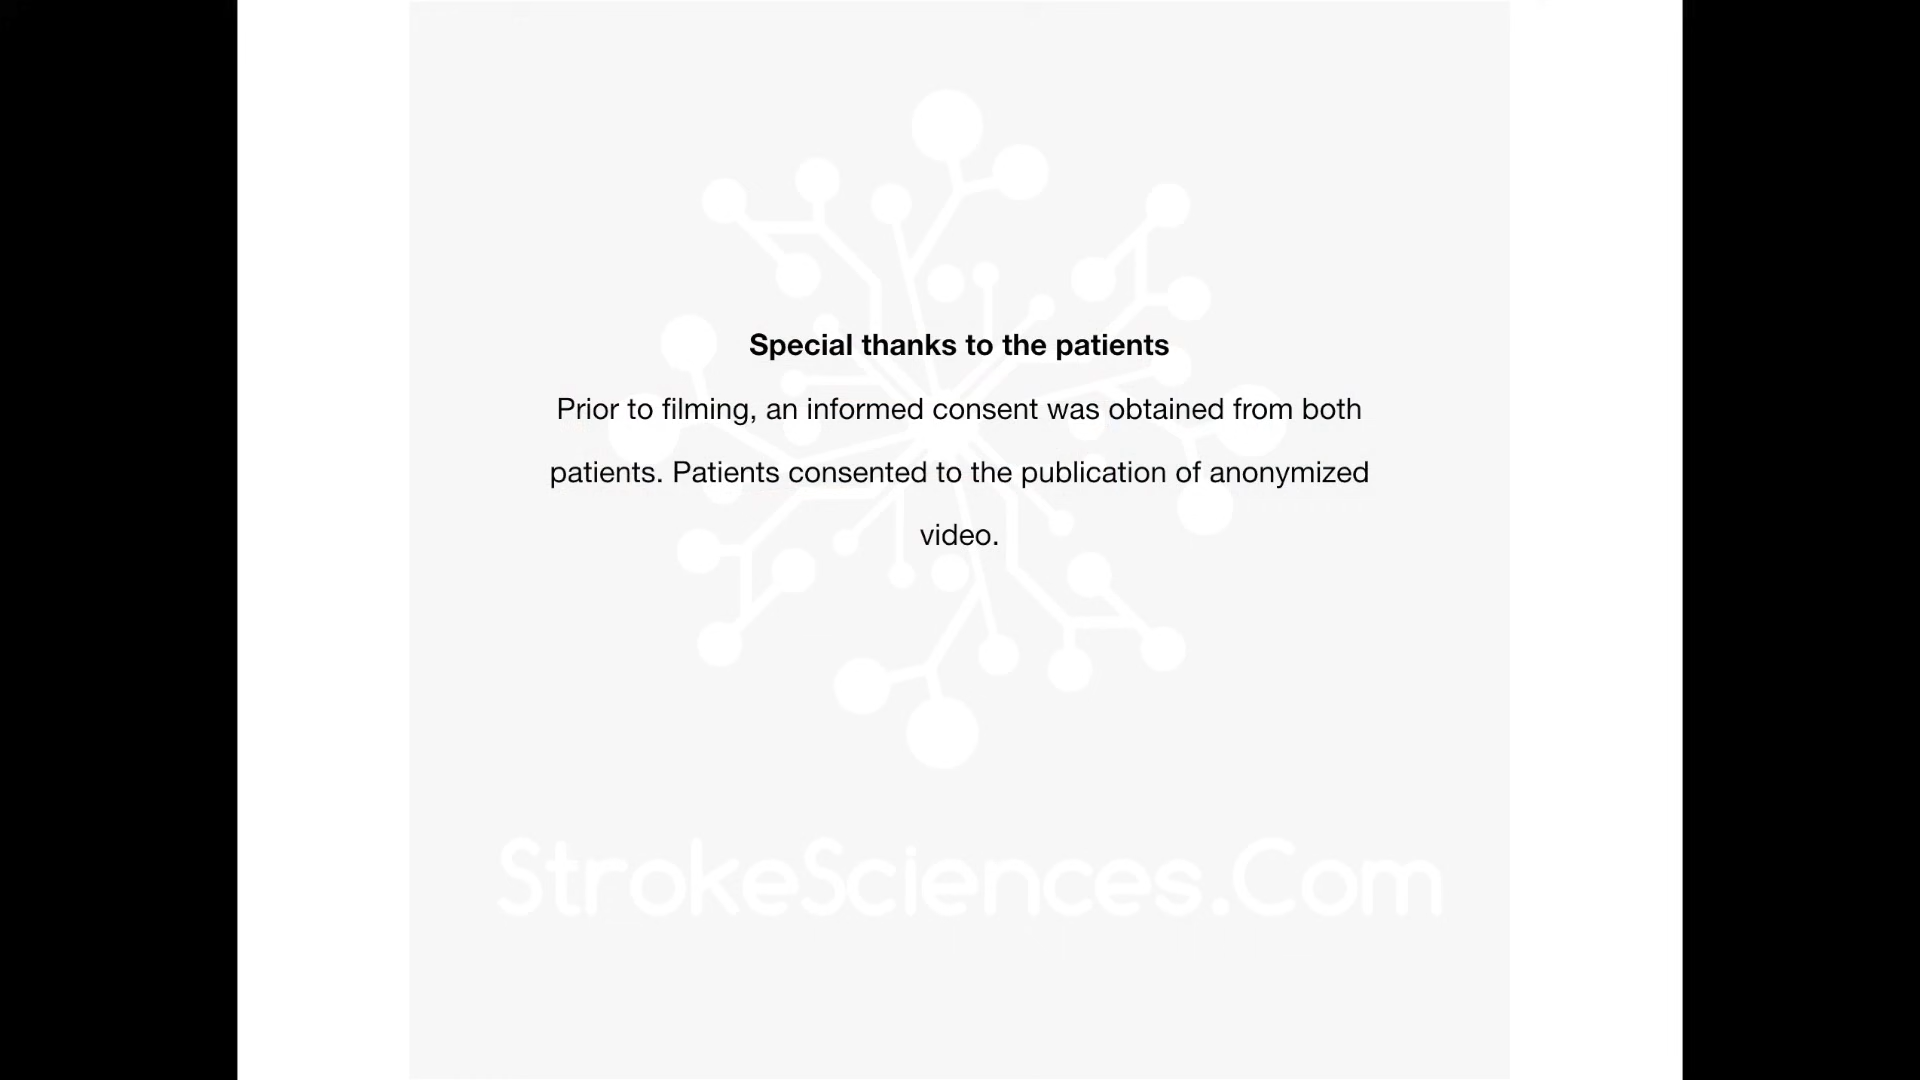 Special thanks to the patients
Prior to filming, an informed consent was obtained from both
patients. Patients consented to the publication of anonymized
video.
StrokeSciences.Com